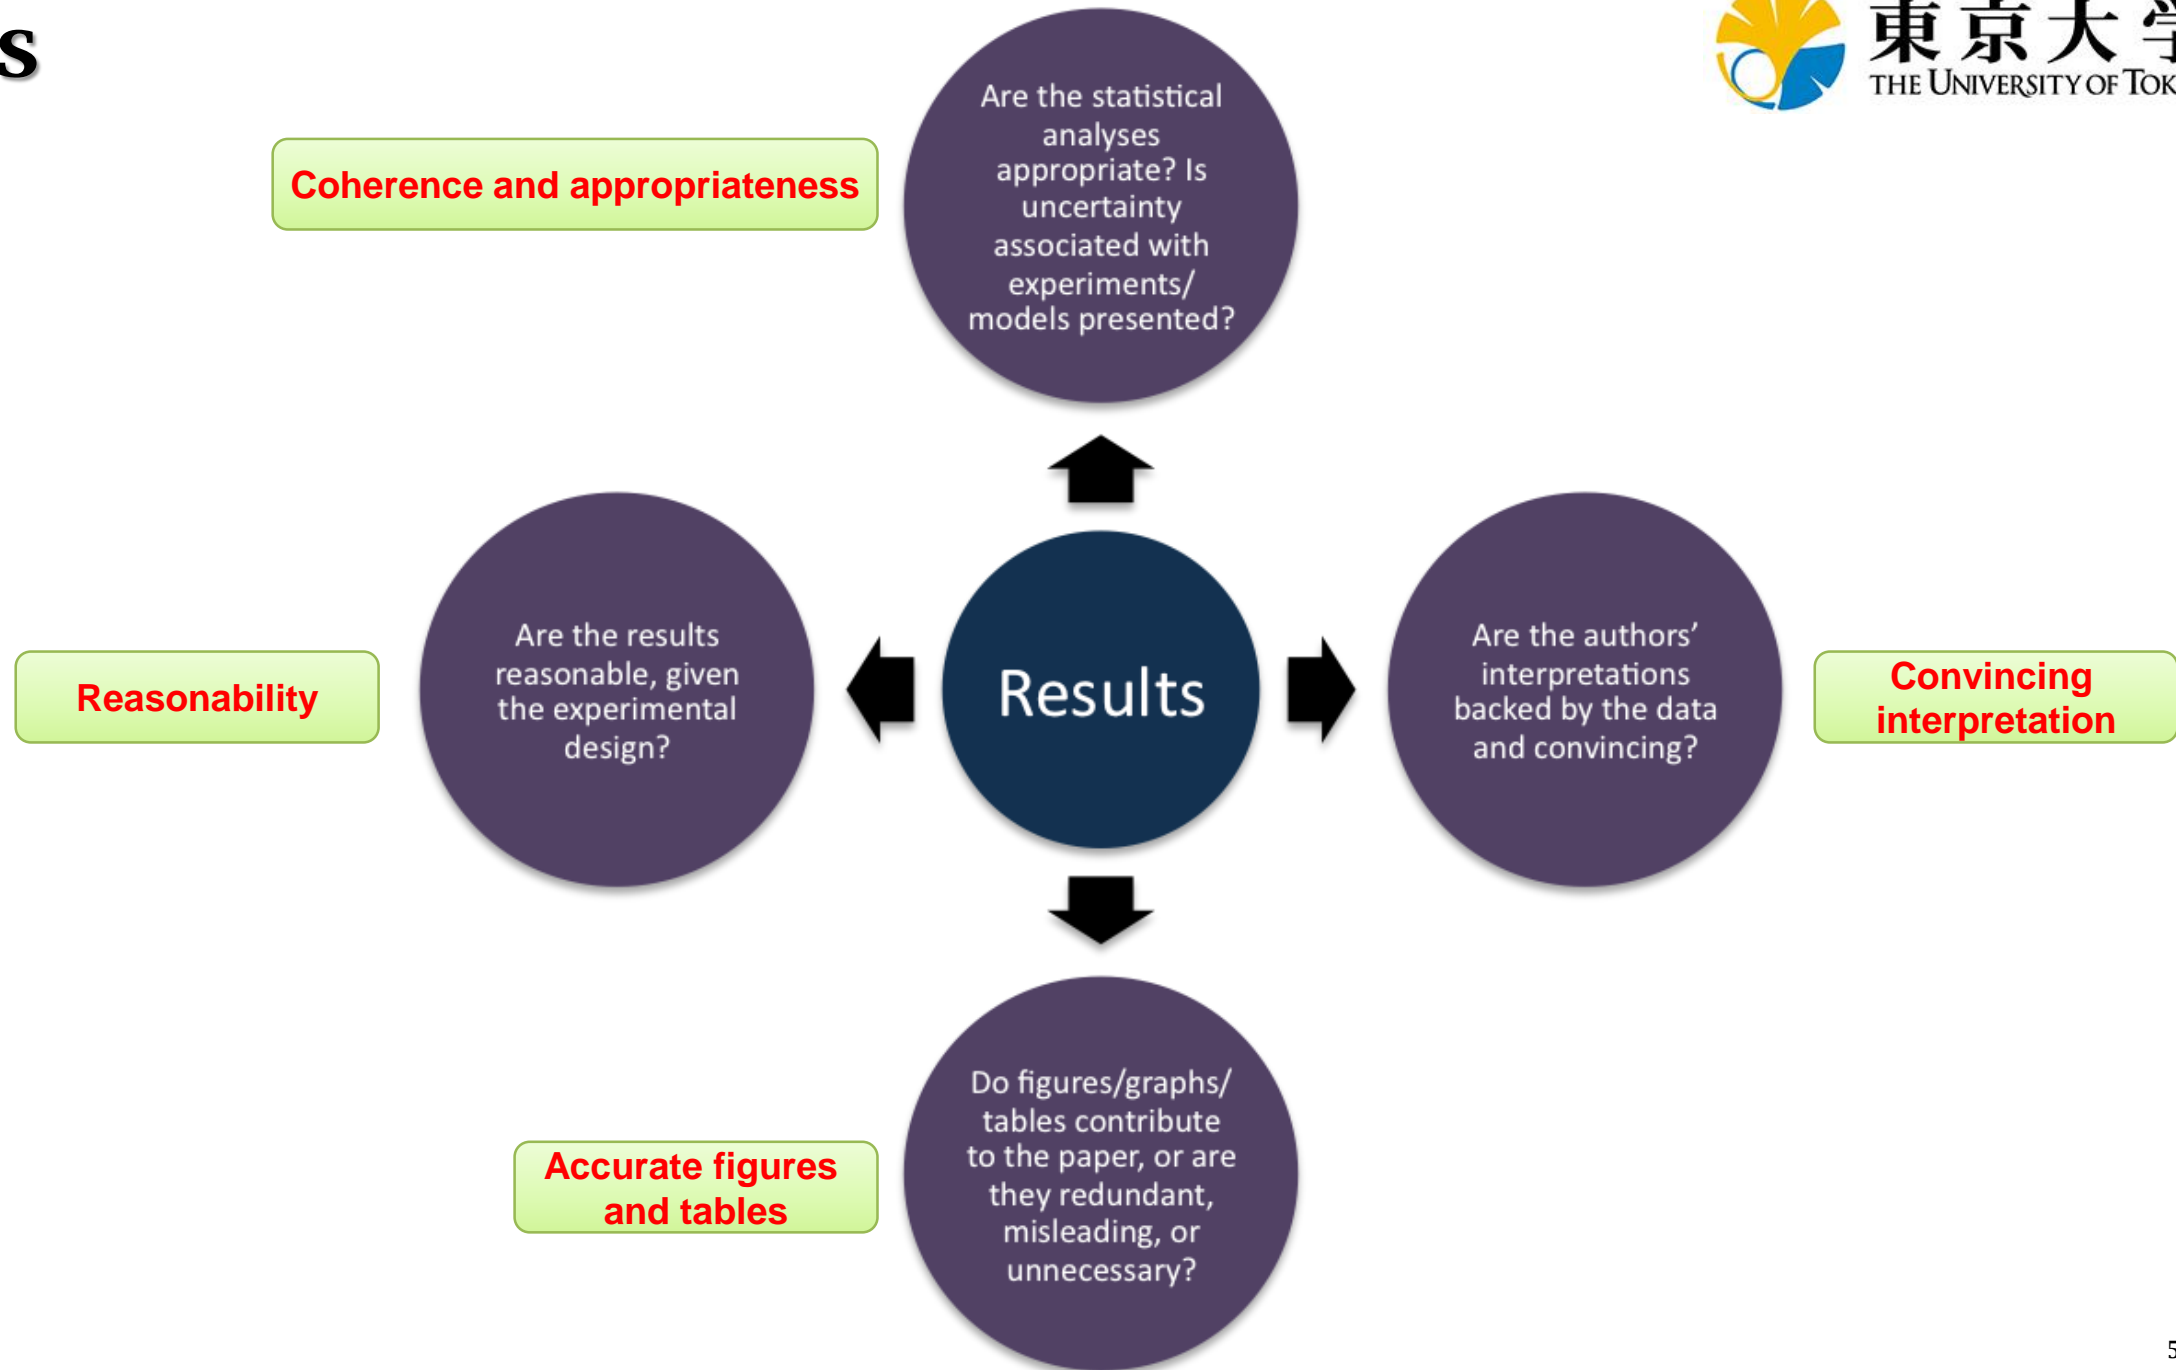 s
東京大学
THE UNIVERSITY OF TOK
Are the statistical
analyses
appropriate? Is
uncertainty
associated with
experiments/
models presented?
Coherence and appropriateness
Are the results
reasonable, given
the experimental
design?
Reasonability
Results
Are the authors’
interpretations
backed by the data
and convincing?
Convincing
interpretation
Do figures/graphs/
tables contribute
to the paper, or are
they redundant,
misleading, or
unnecessary?
Accurate figures
and tables
5